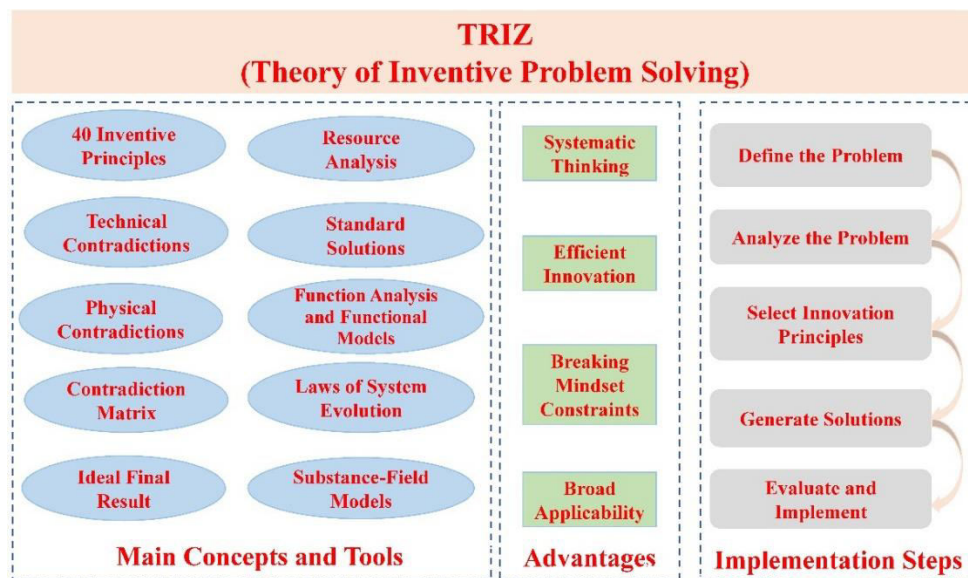 TRIZ
(Theory of Inventive Problem Solving)
40 Inventive
Principles
Resource
Analysis
Technical
Contradictions
Standard
Solutions
Physical
Contradictions
Function Analysis
and Functional
Models
Contradiction
Matrix
Laws of System
Evolution
Ideal Final
Result
Substance-Field
Models
Main Concepts and Tools
Systematic
Thinking
Efficient
Innovation
Breaking
Mindset
Constraints
Broad
Applicability
Advantages
Define the Problem
Analyze the Problem
Select Innovation
Principles
Generate Solutions
Evaluate and
Implement
Implementation Steps